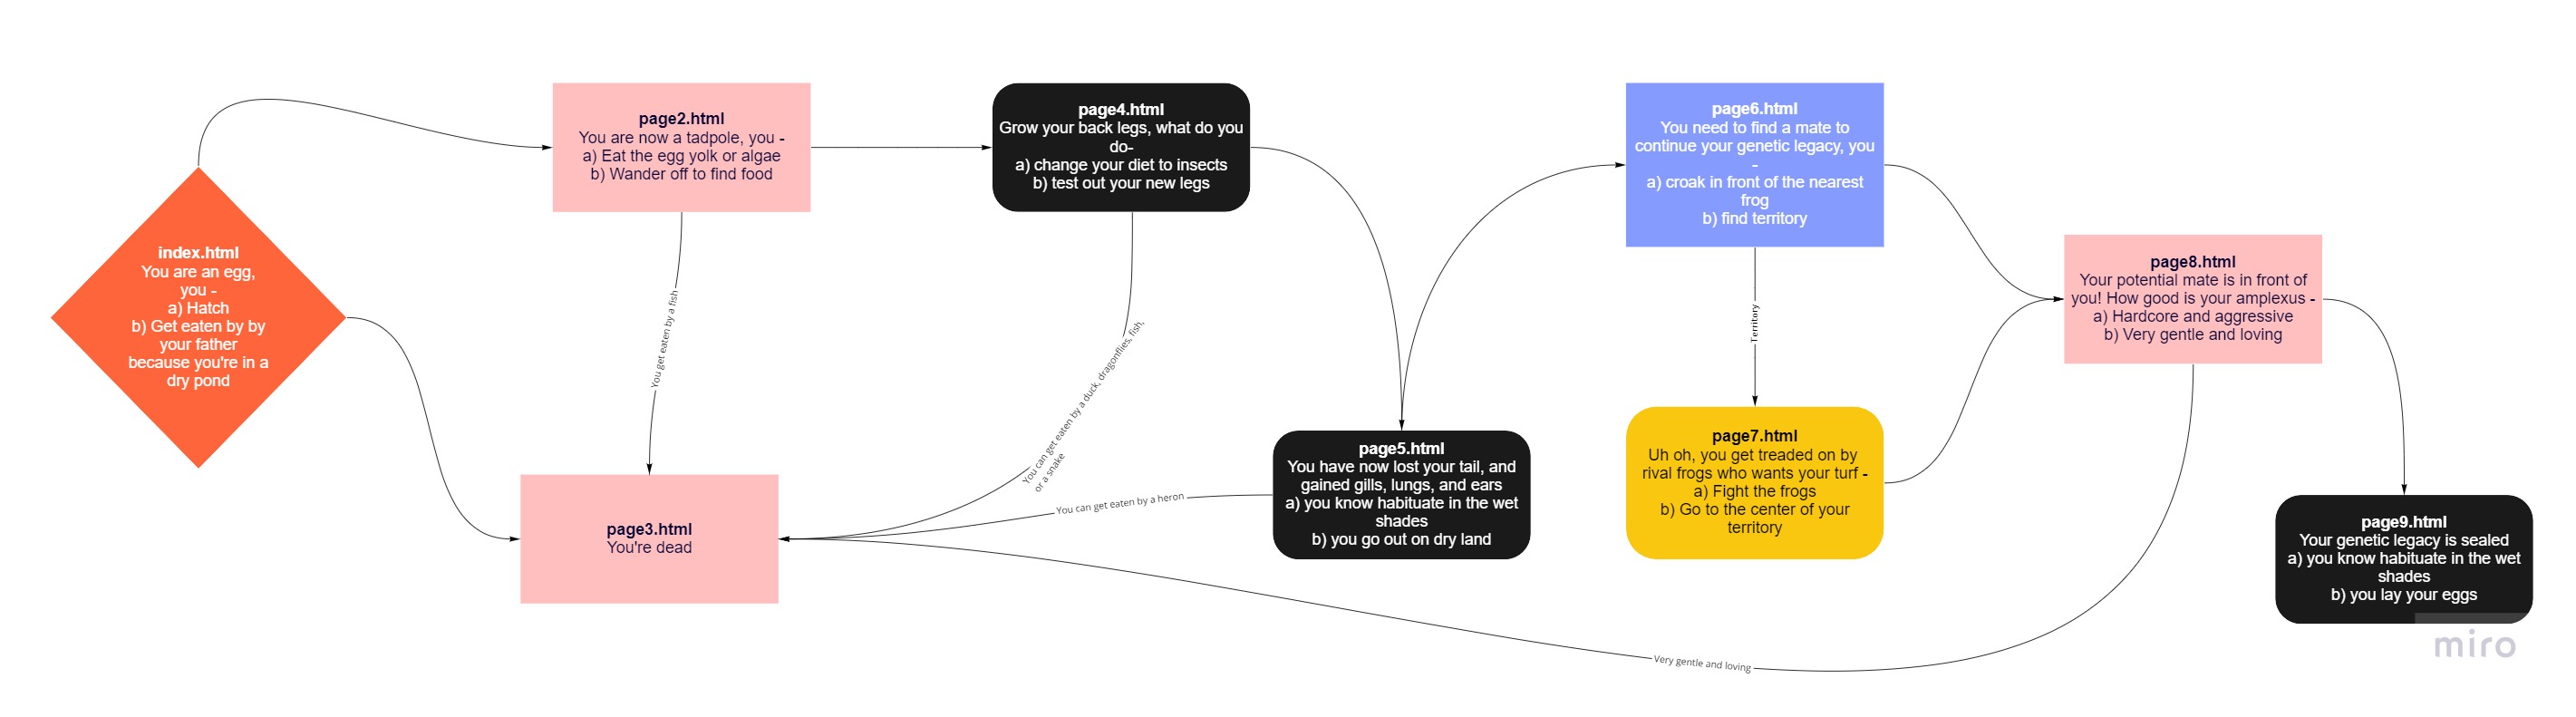 index.html
You are an egg,
you -
a) Hatch
b) Get eaten by by
your father
because you're in a
dry pond
page2.html
You are now a tadpole, you -
a) Eat the egg yolk or algae
b) Wander off to find food
You get eaten by a fish
page3.html
You're dead
page4.html
Grow your back legs, what do you
do-
a) change your diet to insects
b) test out your new legs
You can get eaten by a duck, dragonflies, fish,
or a snake
You can get eaten by a heron
page5.html
You have now lost your tail, and
gained gills, lungs, and ears
a) you know habituate in the wet
shades
b) you go out on dry land
page6.html
You need to find a mate to
continue your genetic legacy, you
-
a) croak in front of the nearest
frog
b) find territory
Territory
page7.html
Uh oh, you get treaded on by
rival frogs who wants your turf -
a) Fight the frogs
b) Go to the center of your
territory
page8.html
Your potential mate is in front of
you! How good is your amplexus -
a) Hardcore and aggressive
b) Very gentle and loving
Very gentle and loving
page9.html
Your genetic legacy is sealed
a) you know habituate in the wet
shades
b) you lay your eggs
miro